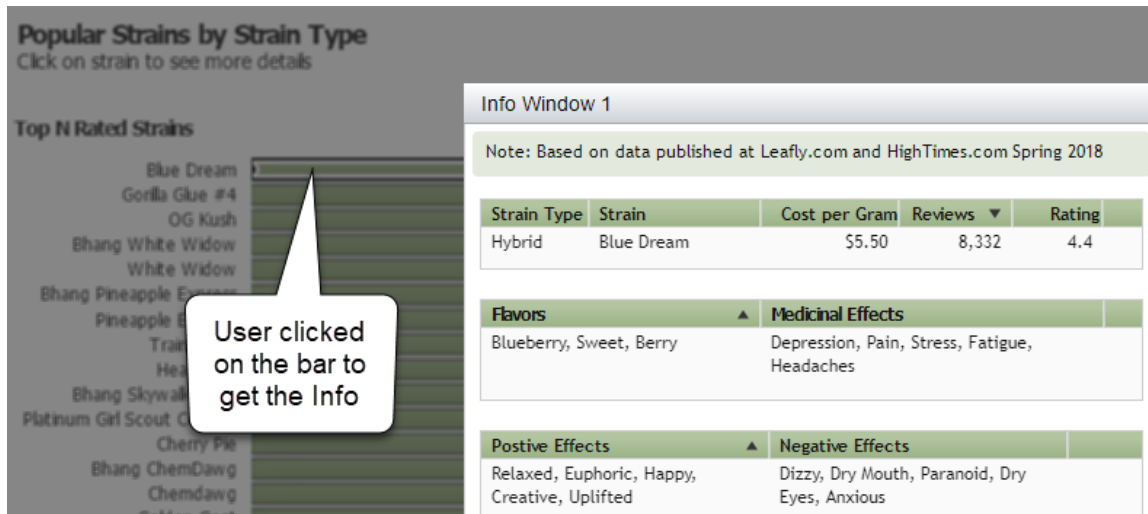 Popular Strains by Strain Type
Click on strain to see more details
Top N Rated Strains
Blue Dream
Gorilla Glue #4
OG Kush
Bhang White Widow
White Widow
Bhang Pineapple Express
Pineapple E
Train
Hea
Bhang Skywal
Platinum Girl Scout C
Cherry Pie
Bhang ChemDawg
Chemdawg
User clicked
on the bar to
get the Info
Info Window 1
Note: Based on data published at Leafly.com and HighTimes.com Spring 2018
Strain Type Strain Cost per Gram Reviews ▼ Rating
Hybrid Blue Dream $5.50 8,332 4.4
Flavors ▲ Medicinal Effects
Blueberry, Sweet, Berry Depression, Pain, Stress, Fatigue,
Headaches
Postive Effects ▲ Negative Effects
Relaxed, Euphoric, Happy, Dizzy, Dry Mouth, Paranoid, Dry
Creative, Uplifted Eyes, Anxious